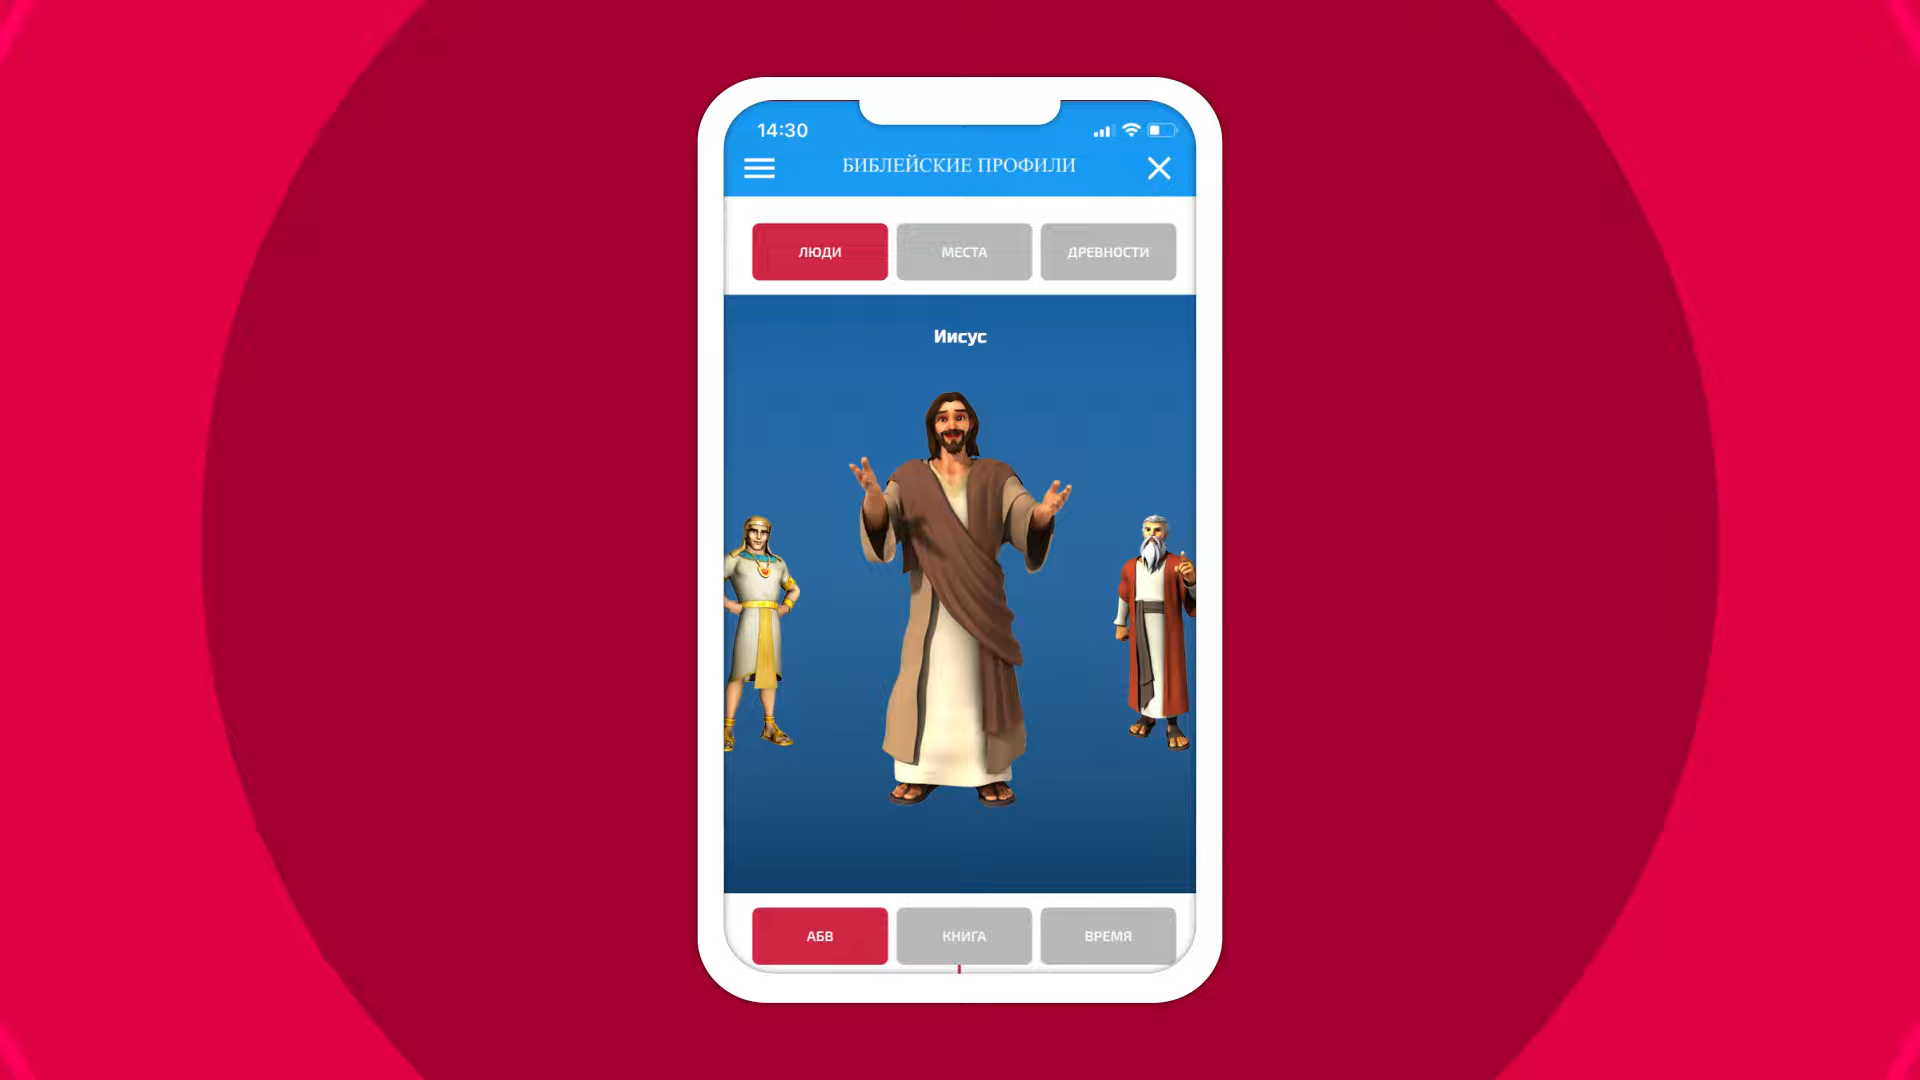 14:30
БИБЛЕЙСКИЕ ПРОФИЛИ
ЛЮДИ
МЕСТА
ДРЕВНОСТИ
Иисус
АБВ
КНИГА
ВРЕМЯ